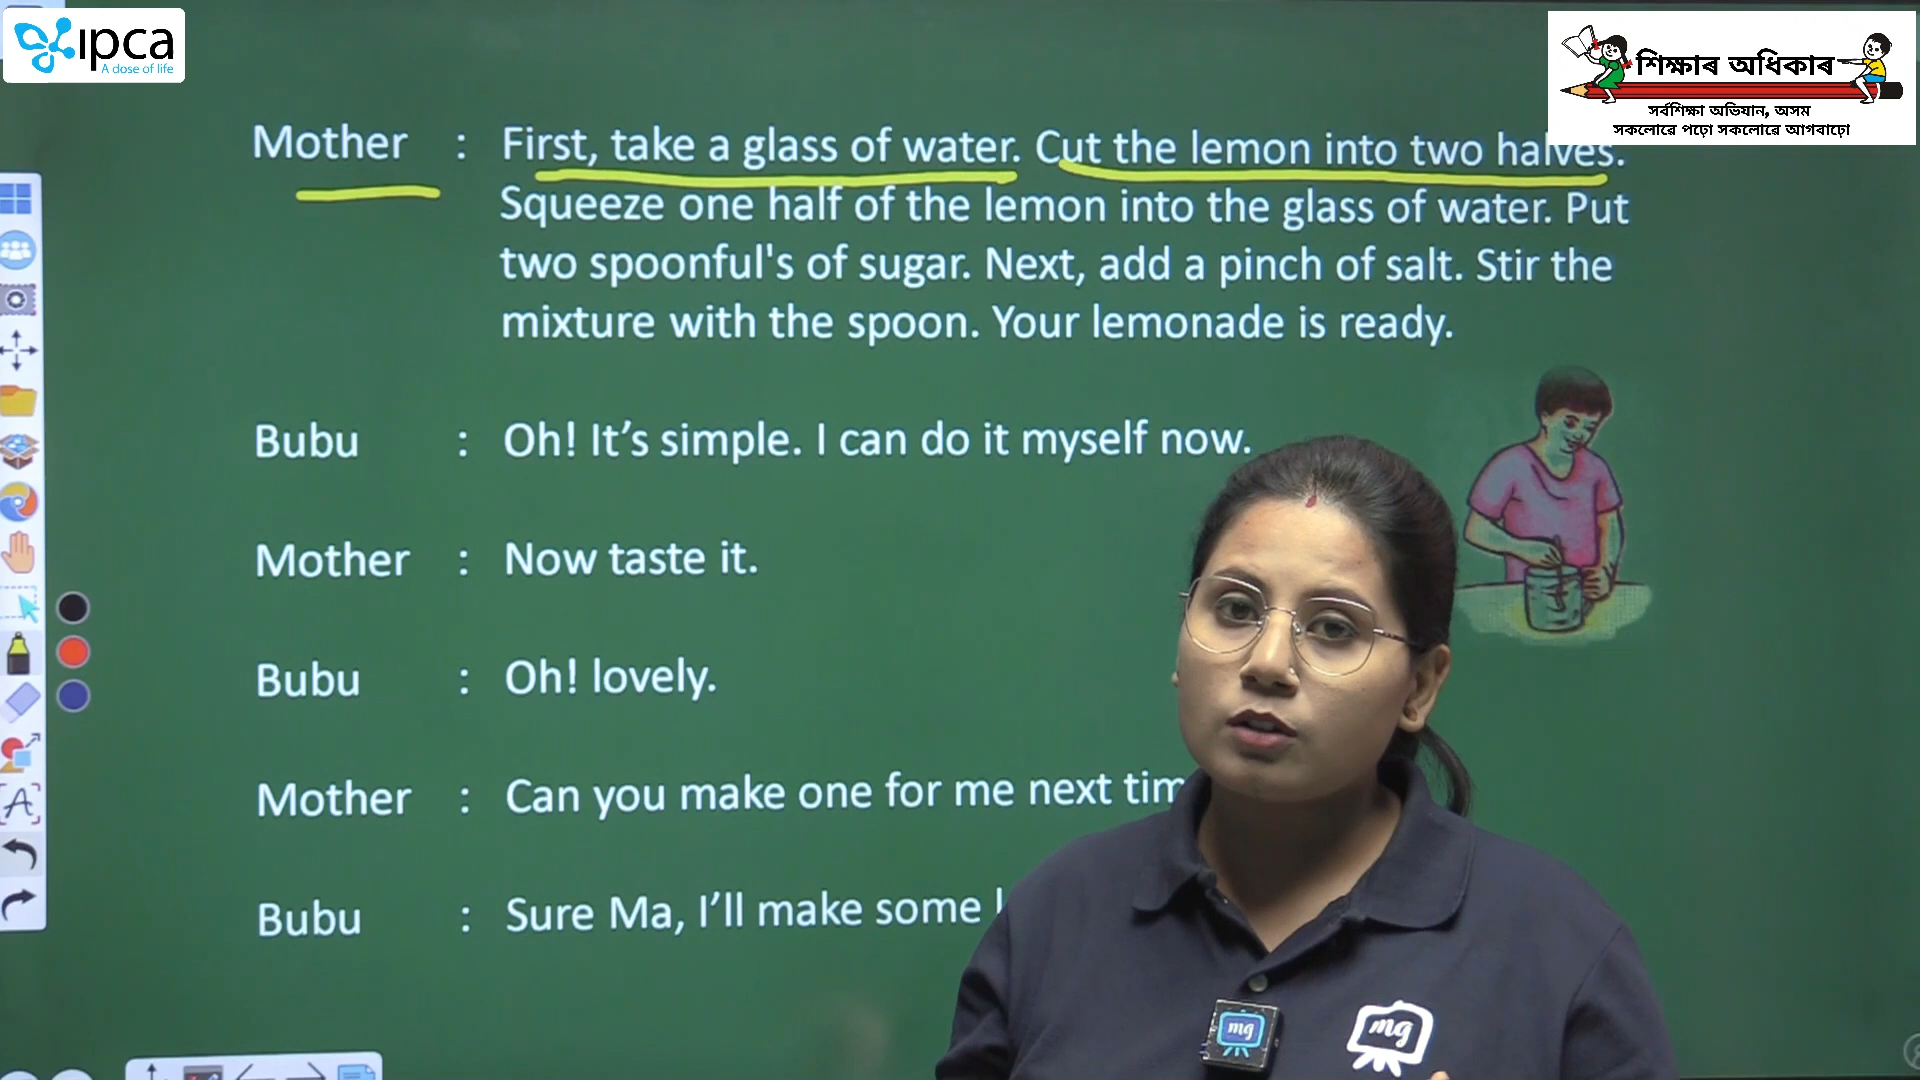 ipca
A dose of life
শিক্ষাৰ অধিকাৰ
সৰ্বশিক্ষা অভিযান, অসম
সকলোৱে পঢ়ো সকলোৱে আগবাঢ়ো
Mother : First, take a glass of water. Cut the lemon into two halves.
Squeeze one half of the lemon into the glass of water. Put
two spoonful's of sugar. Next, add a pinch of salt. Stir the
mixture with the spoon. Your lemonade is ready.
Bubu : Oh! It’s simple. I can do it myself now.
Mother : Now taste it.
Bubu : Oh! lovely.
Mother : Can you make one for me next
Bubu : Sure Ma, I’ll make some
mg
mg